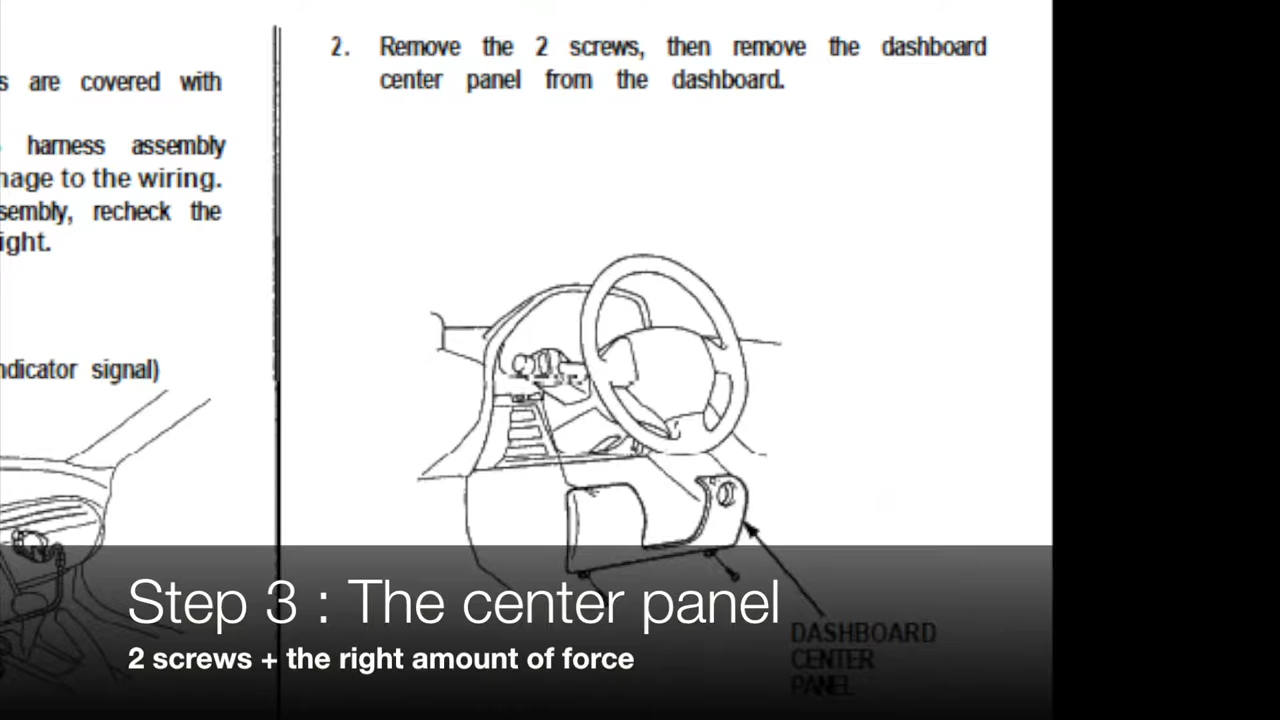 s are covered with
harness assembly
nage to the wiring.
sembly, recheck the
ight.
ndicator signal)
2. Remove the 2 screws, then remove the dashboard
center panel from the dashboard.
DASHBOARD
CENTER
PANEL
Step 3 : The center panel
2 screws + the right amount of force